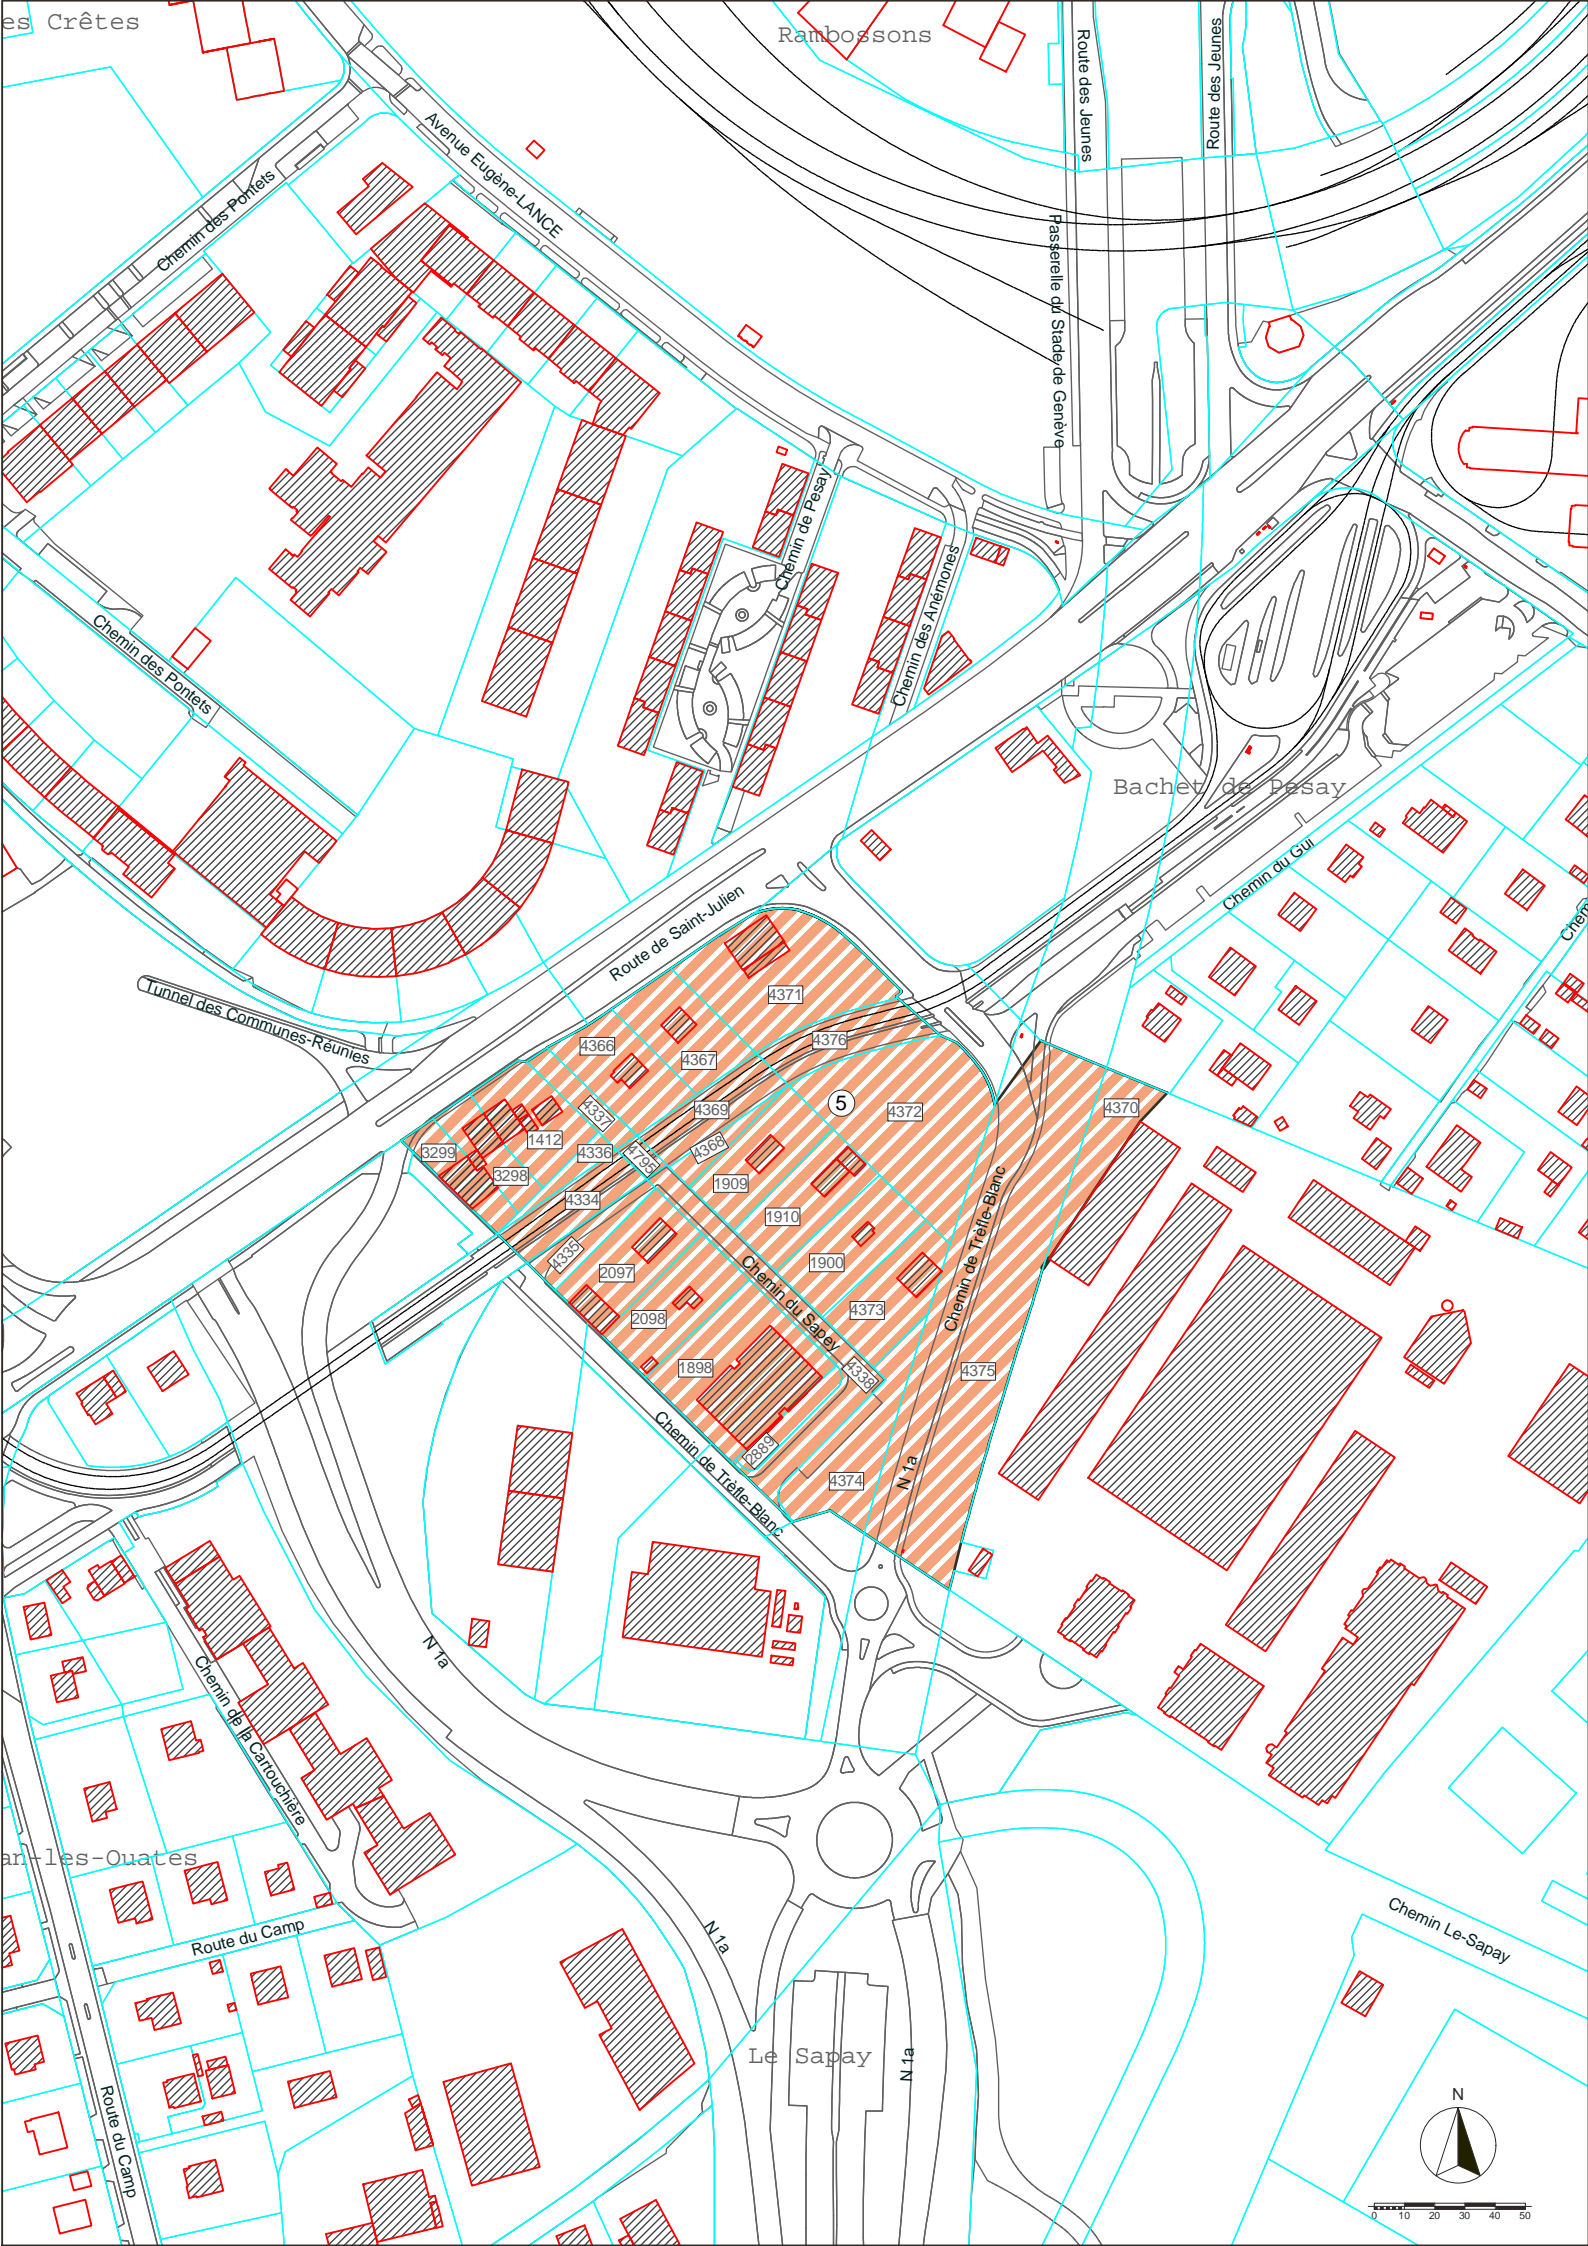 es Crêtes
Rambossons
Route des Jeunes
Route des Jeunes
Avenue Eugène-LANCE
Chemin des Pontets
Passerelle du Stade de Genève
Chemin de Pesay
Chemin des Anémones
Chemin des Pontets
Bachet de Pesay
Chemin du Gui
Chem
Route de Saint-Julien
Tunnel des Communes-Réunies
4371
4366
4376
4367
4369
5
4372
4370
4337
1412
4336
4795
4368
3299
3298
1909
4334
1910
4335
2097
Chemin du Sapey
1900
Chemin de Trèfle-Blanc
2098
4373
1898
4338
4375
2889
4374
N 1a
Chemin de Trèfle-Blanc
N 1a
Chemin de la Cartouchière
an-les-Ouates
Route du Camp
N 1a
Chemin Le-Sapay
Le Sapay
N 1a
Route du Camp
N
0 10 20 30 40 50